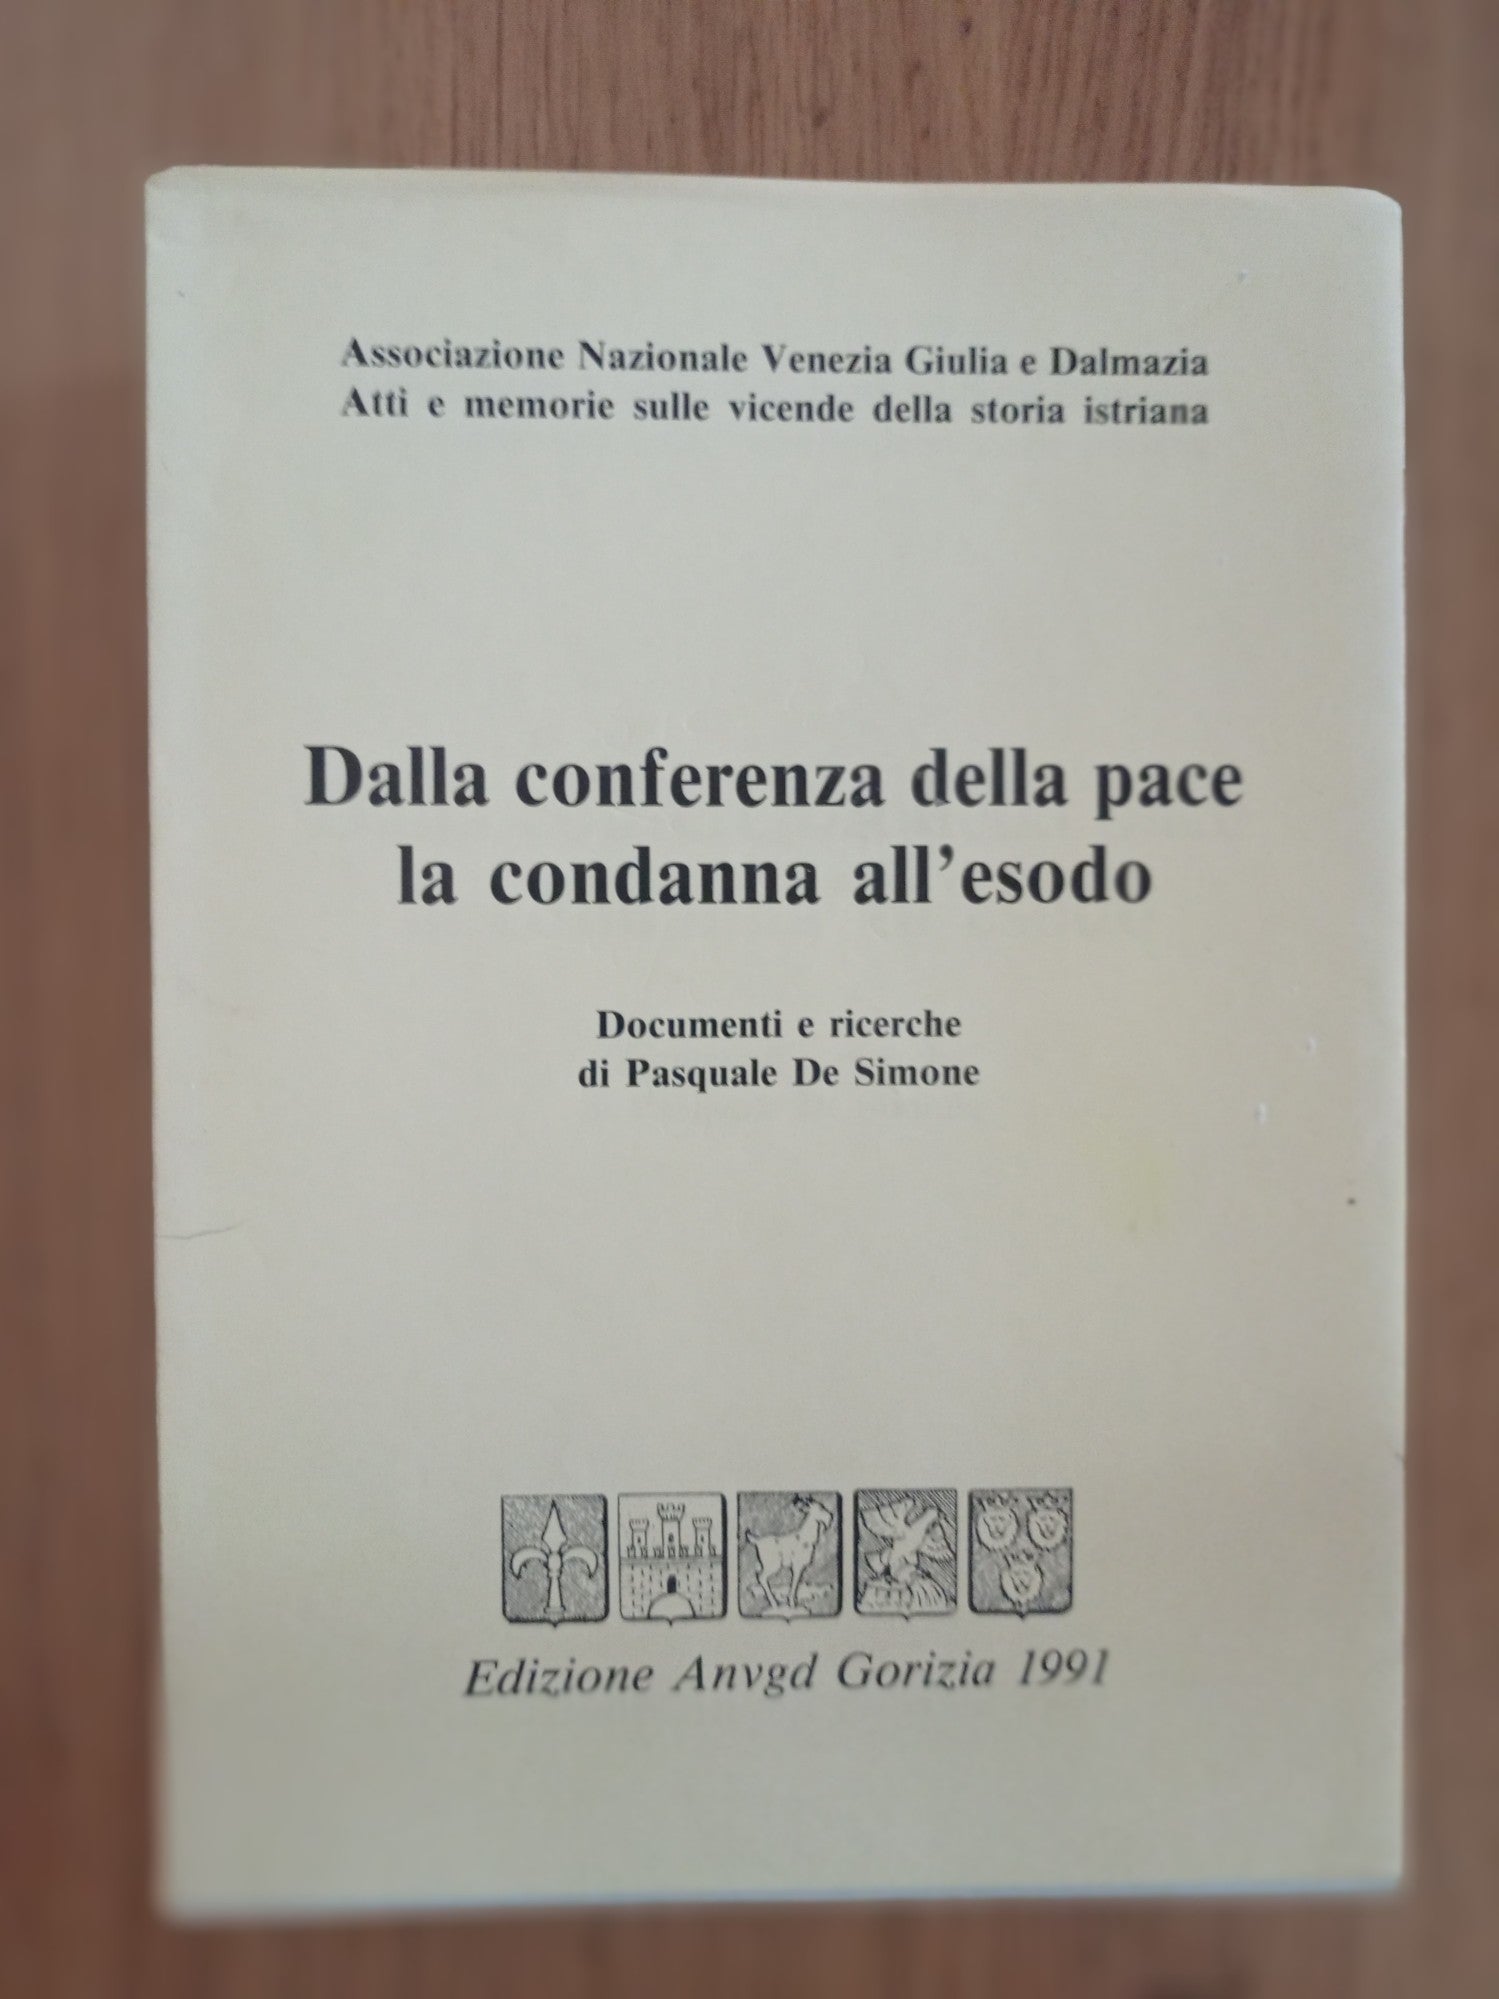 Associazione Nazionale Venezia Giulia e Dalmazia
Atti e memorie sulle vicende della storia istriana
Dalla conferenza della pace
la condanna all'esodo
Documenti e ricerche
di Pasquale De Simone
Edizione Anvgd Gorizia 1991